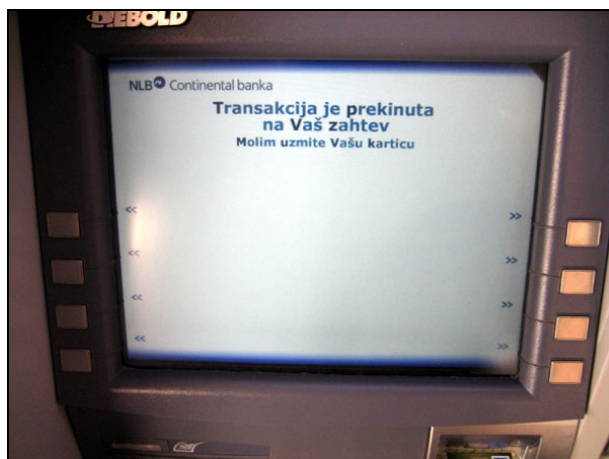 DIEBOLD
NLB Continental banka
Transakcija je prekinuta
na Vaš zahtev
Molim uzmite Vašu karticu
<< >>
<< >>
<< >>
<< >>